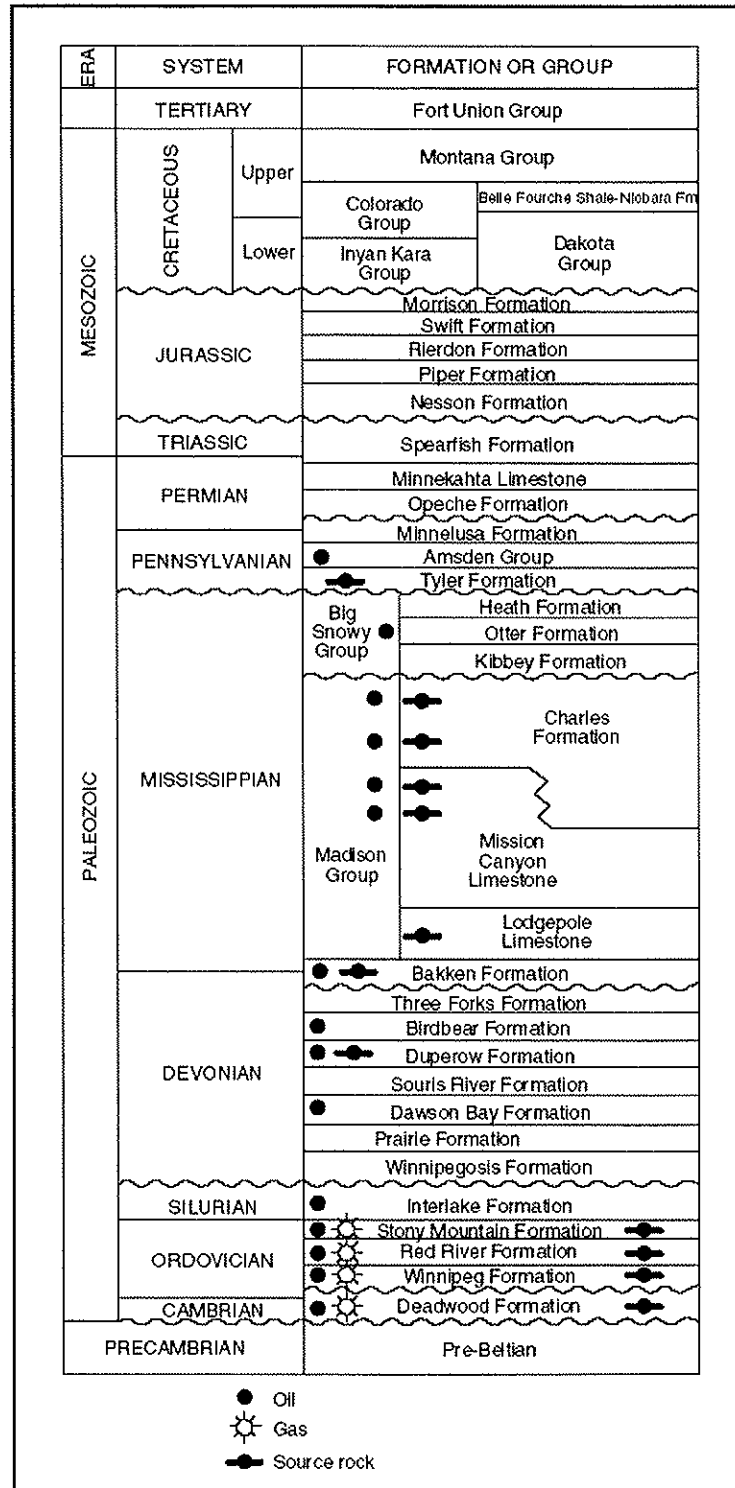 ERA
SYSTEM
FORMATION OR GROUP
TERTIARY
Fort Union Group
MESOZOIC
CRETACEOUS
Upper
Lower
Montana Group
Colorado
Group
Belle Fourche Shale-Niobara Fm
Inyan Kara
Group
Dakota
Group
JURASSIC
Morrison Formation
Swift Formation
Rierdon Formation
Piper Formation
Nesson Formation
TRIASSIC
Spearfish Formation
PALEOZOIC
PERMIAN
Minnekahta Limestone
Opeche Formation
PENNSYLVANIAN
Minnelusa Formation
Amsden Group
Tyler Formation
MISSISSIPPIAN
Big
Snowy
Group
Heath Formation
Otter Formation
Kibbey Formation
Madison
Group
Charles
Formation
Mission
Canyon
Limestone
Lodgepole
Limestone
Bakken Formation
DEVONIAN
Three Forks Formation
Birdbear Formation
Duperow Formation
Souris River Formation
Dawson Bay Formation
Prairie Formation
Winnipegosis Formation
SILURIAN
Interlake Formation
ORDOVICIAN
Stony Mountain Formation
Red River Formation
Winnipeg Formation
CAMBRIAN
Deadwood Formation
PRECAMBRIAN
Pre-Beltian
Oil
Gas
Source rock